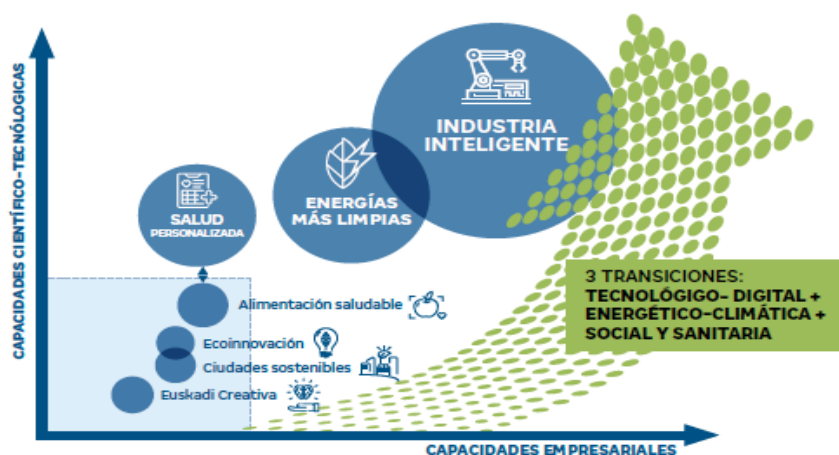 CAPACIDADES CIENTÍFICO-TECNÓLOGICAS
INDUSTRIA
INTELIGENTE
ENERGÍAS
MÁS LIMPIAS
SALUD
PERSONALIZADA
3 TRANSICIONES:
TECNOLÓGIGO- DIGITAL +
ENERGÉTICO-CLIMÁTICA +
SOCIAL Y SANITARIA
Alimentación saludable
Ecoinnovación
Ciudades sostenibles
Euskadi Creativa
CAPACIDADES EMPRESARIALES